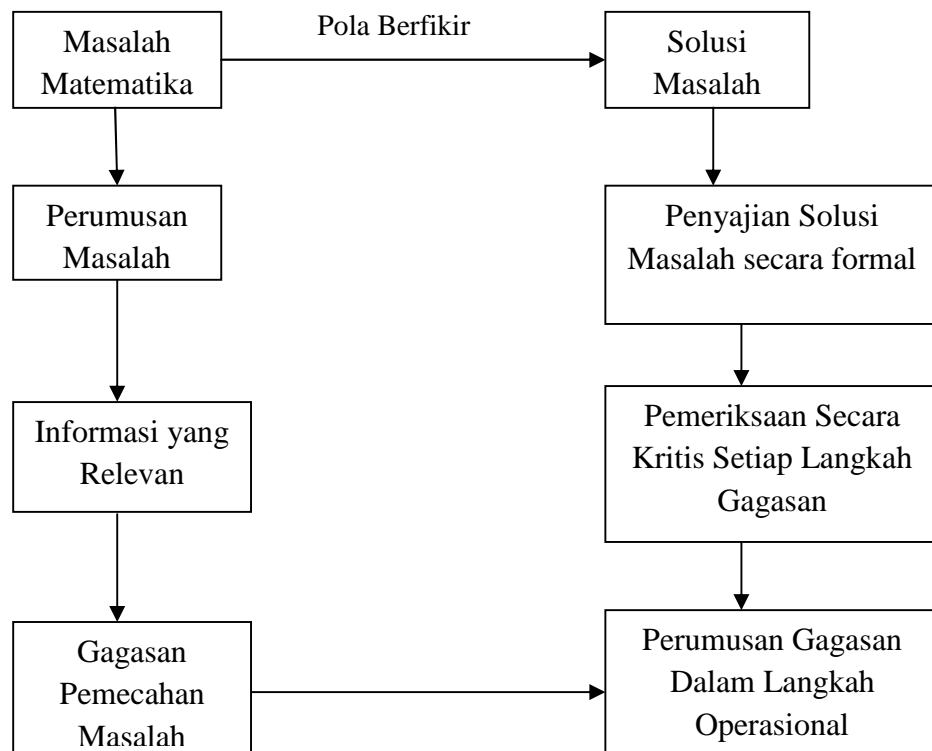 Masalah
Matematika
Pola Berfikir
Solusi
Masalah
Perumusan
Masalah
Penyajian Solusi
Masalah secara formal
Informasi yang
Relevan
Pemeriksaan Secara
Kritis Setiap Langkah
Gagasan
Gagasan
Pemecahan
Masalah
Perumusan Gagasan
Dalam Langkah
Operasional